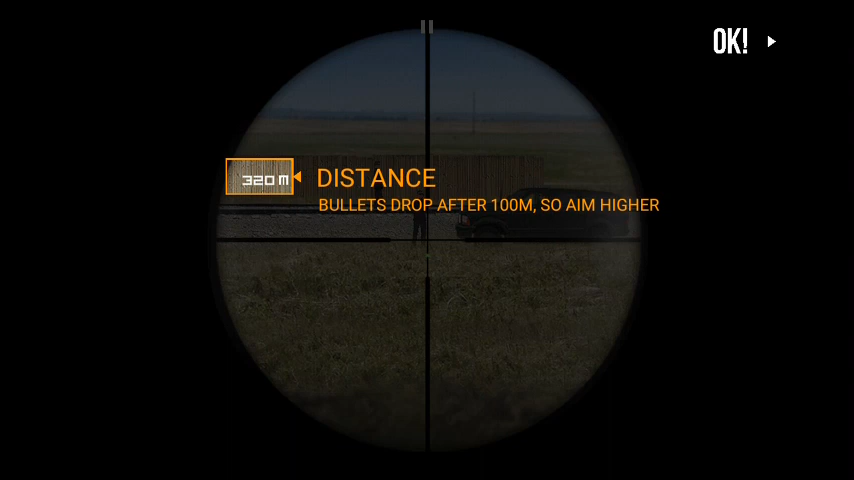 OK!
320 M
DISTANCE
BULLETS DROP AFTER 100M, SO AIM HIGHER